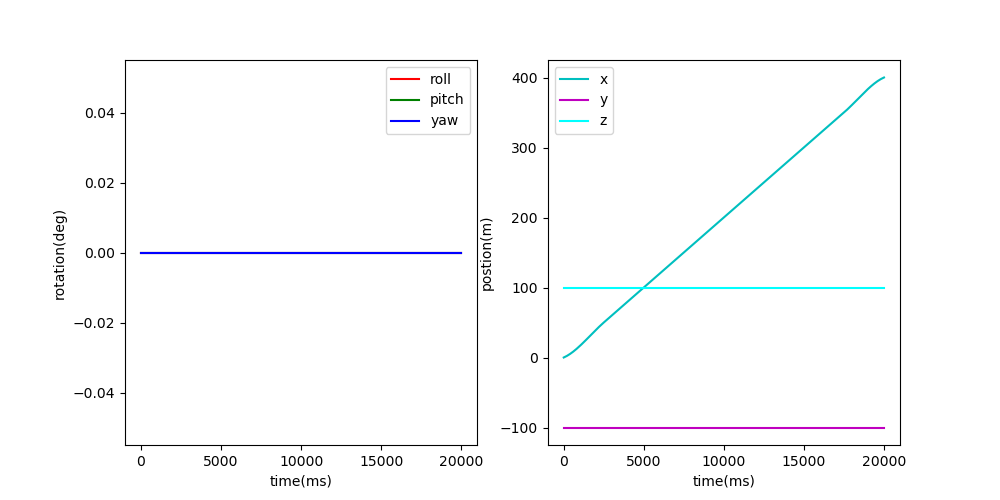 roll
pitch
yaw
0.04
0.02
0.00
−0.02
−0.04
rotation(deg)
0
5000
10000
15000
20000
time(ms)
x
y
z
400
300
200
100
0
−100
postion(m)
0
5000
10000
15000
20000
time(ms)